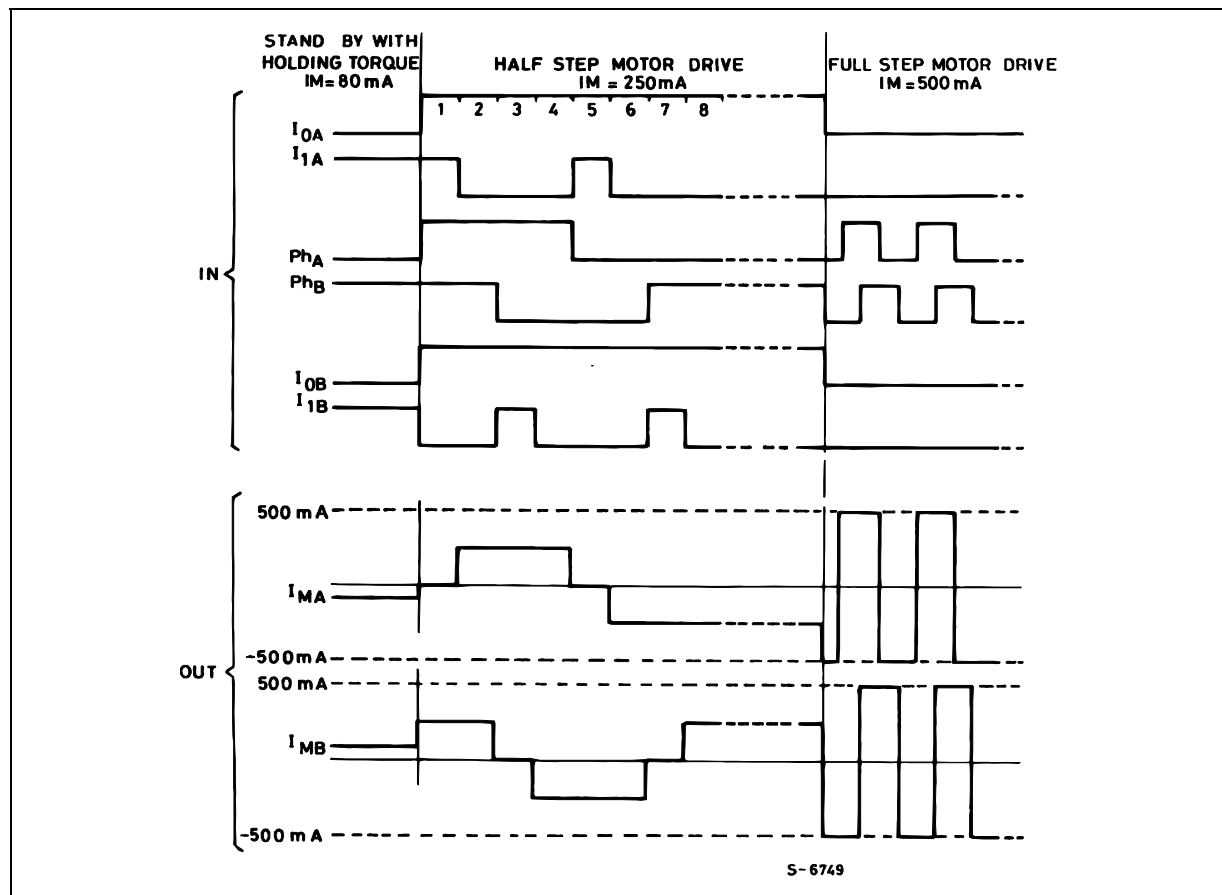 STAND BY WITH
HOLDING TORQUE
IM=80mA
HALF STEP MOTOR DRIVE
IM = 250mA
FULL STEP MOTOR DRIVE
IM=500mA
1 2 3 4 5 6 7 8
I0A
I1A
PhA
IN
PhB
I0B
I1B
500 mA
IMA
-500mA
OUT
500 mA
IMB
-500 mA
S-6749